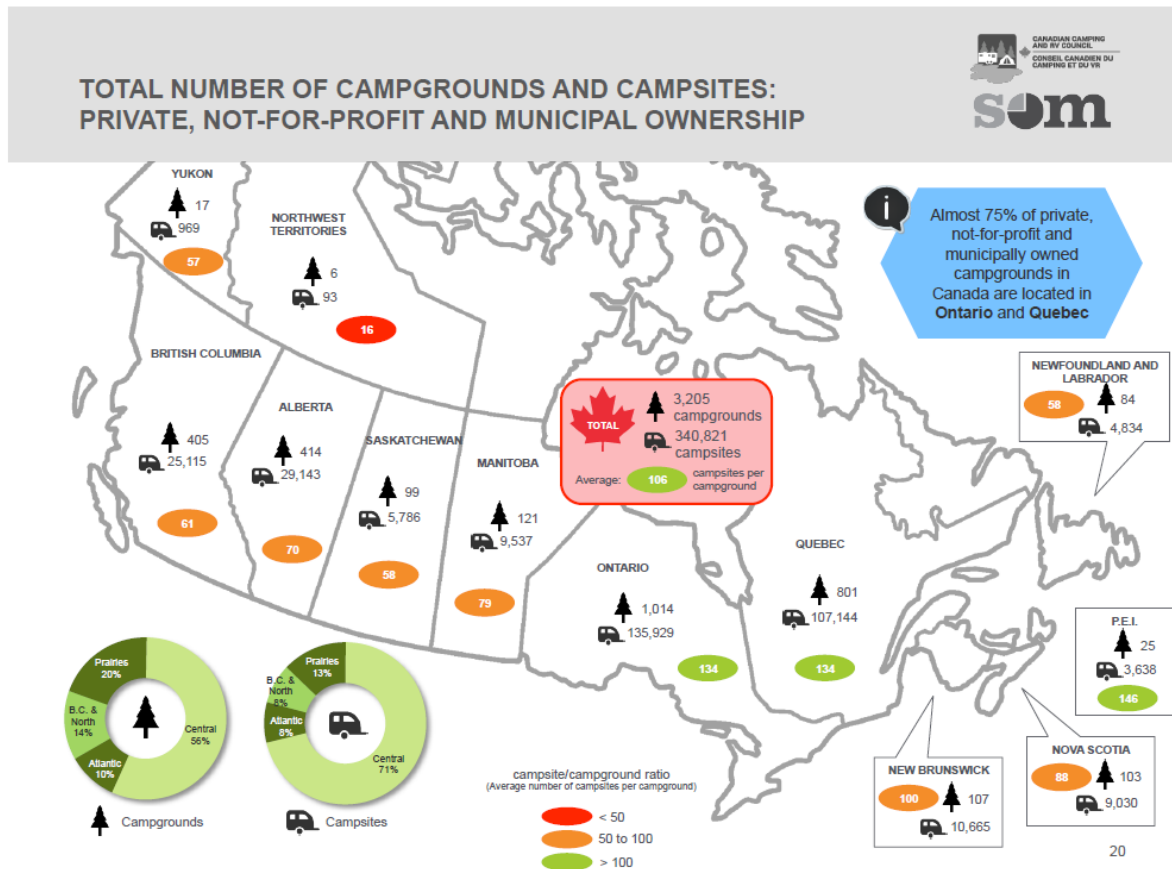 CANADIAN CAMPING
AND RV COUNCIL
CONSEIL CANADIEN DU
CAMPING ET DU VR
som
TOTAL NUMBER OF CAMPGROUNDS AND CAMPSITES:
PRIVATE, NOT-FOR-PROFIT AND MUNICIPAL OWNERSHIP
YUKON
17
969
57
NORTHWEST
TERRITORIES
6
93
16
i
Almost 75% of private,
not-for-profit and
municipally owned
campgrounds in
Canada are located in
Ontario and Quebec
BRITISH COLUMBIA
405
25,115
61
ALBERTA
414
29,143
70
SASKATCHEWAN
99
5,786
58
MANITOBA
121
9,537
79
TOTAL
3,205
campgrounds
340,821
campsites
Average: 106 campsites per
campground
ONTARIO
1,014
135,929
134
QUEBEC
801
107,144
134
NEWFOUNDLAND AND
LABRADOR
58
84
4,834
P.E.I.
25
3,638
146
NOVA SCOTIA
88
103
9,030
NEW BRUNSWICK
100
107
10,665
Prairies
20%
B.C. &
North
14%
Atlantic
10%
Central
56%
Campgrounds
Prairies
13%
B.C. &
North
8%
Atlantic
8%
Central
71%
Campsites
campsite/campground ratio
(Average number of campsites per campground)
< 50
50 to 100
> 100
20